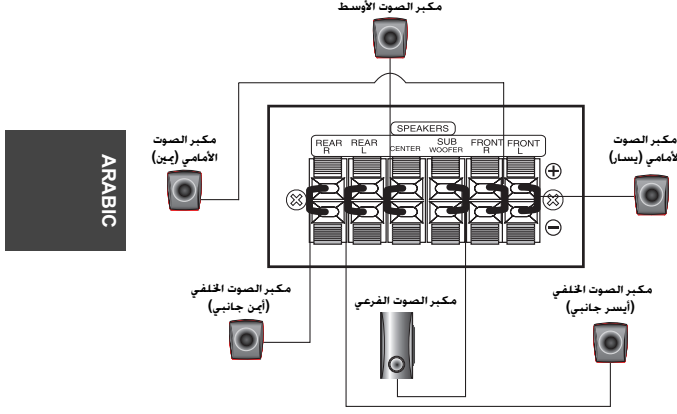 مكبر الصوت الأوسط
SPEAKERS
REAR R
REAR L
CENTER
SUB WOOFER
FRONT R
FRONT L
مكبر الصوت
الأمامي (يمين)
مكبر الصوت
لأمامي (يسار)
ARABIC
مكبر الصوت الخلفي
(أيمن جانبي)
مكبر الصوت الفرعي
مكبر الصوت الخلفي
(أيسر جانبي)